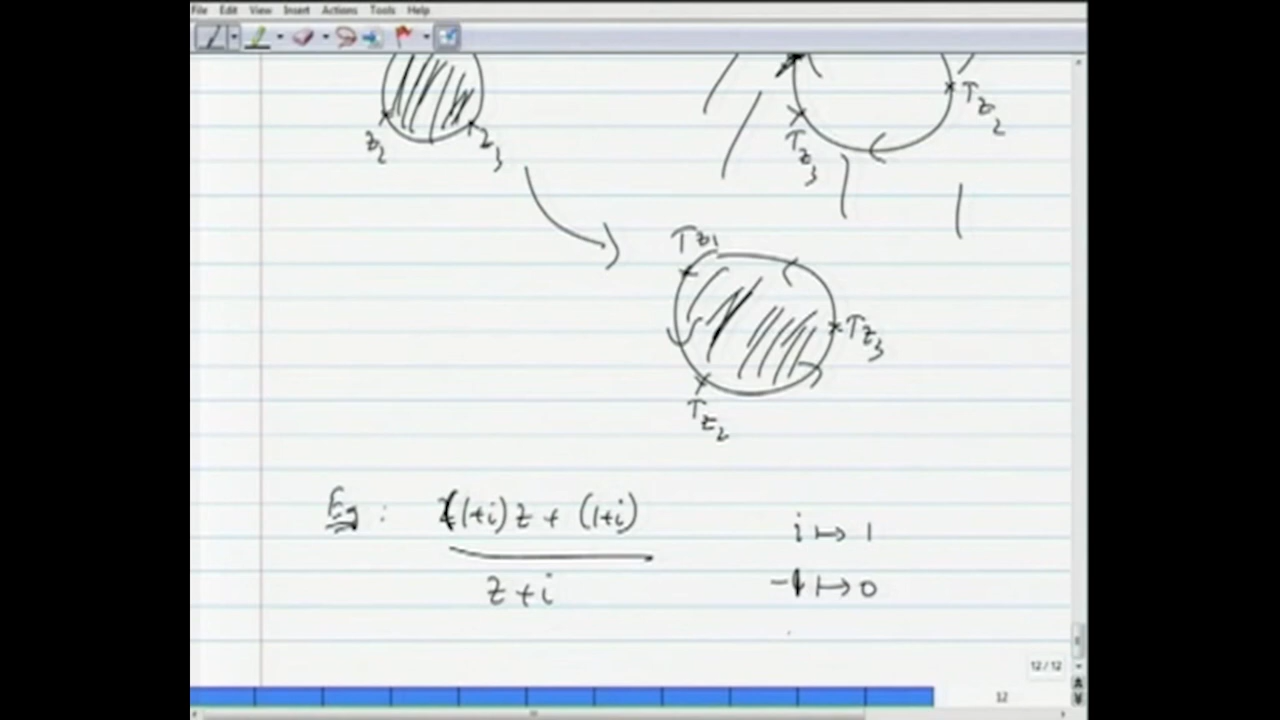 File Edit View Insert Actions Tools Help
z₂
z₃
Tz₂
Tz₃
Tz₁
Tz₃
Tz₂
Eg : (1+i)z + (1+i)
z+i
i ↦ 1
-1 ↦ 0
12 / 12
12